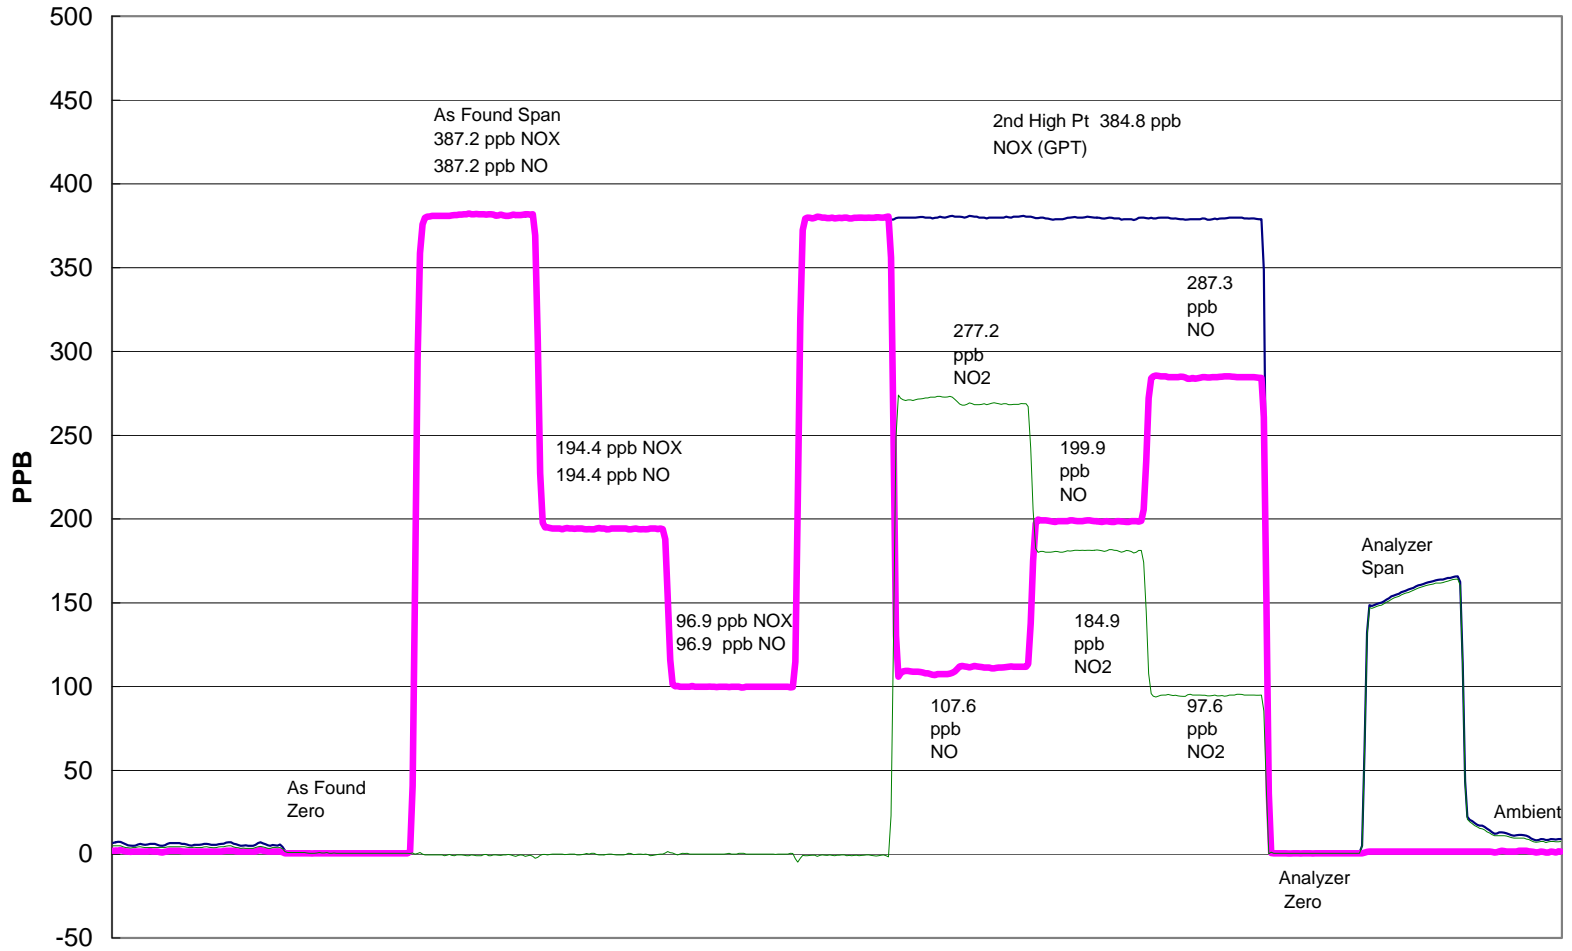 500
450
400
350
300
250
200
150
100
50
0
-50
PPB
As Found Span
387.2 ppb NOX
387.2 ppb NO
2nd High Pt 384.8 ppb
NOX (GPT)
287.3
ppb
NO
277.2
ppb
NO2
194.4 ppb NOX
194.4 ppb NO
199.9
ppb
NO
Analyzer
Span
96.9 ppb NOX
96.9 ppb NO
184.9
ppb
NO2
107.6
ppb
NO
97.6
ppb
NO2
As Found
Zero
Ambient
Analyzer
Zero